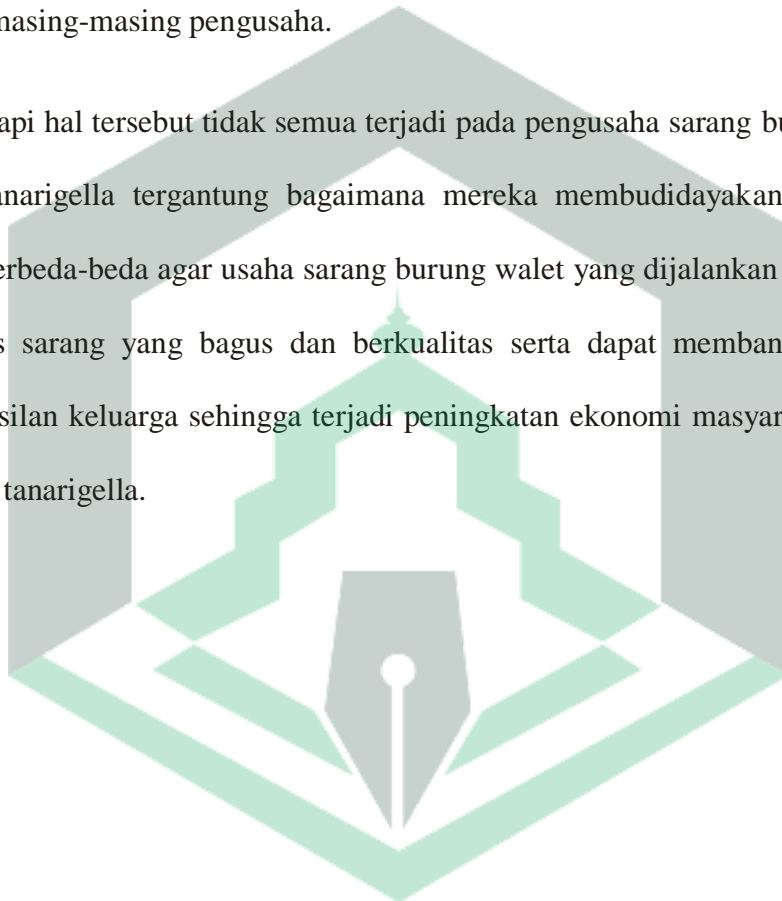 masing-masing pengusaha.
api hal tersebut tidak semua terjadi pada pengusaha sarang bu
anarigella tergantung bagaimana mereka membudidayakan
erbeda-beda agar usaha sarang burung walet yang dijalankan
s sarang yang bagus dan berkualitas serta dapat memban
silan keluarga sehingga terjadi peningkatan ekonomi masyar
tanarigella.